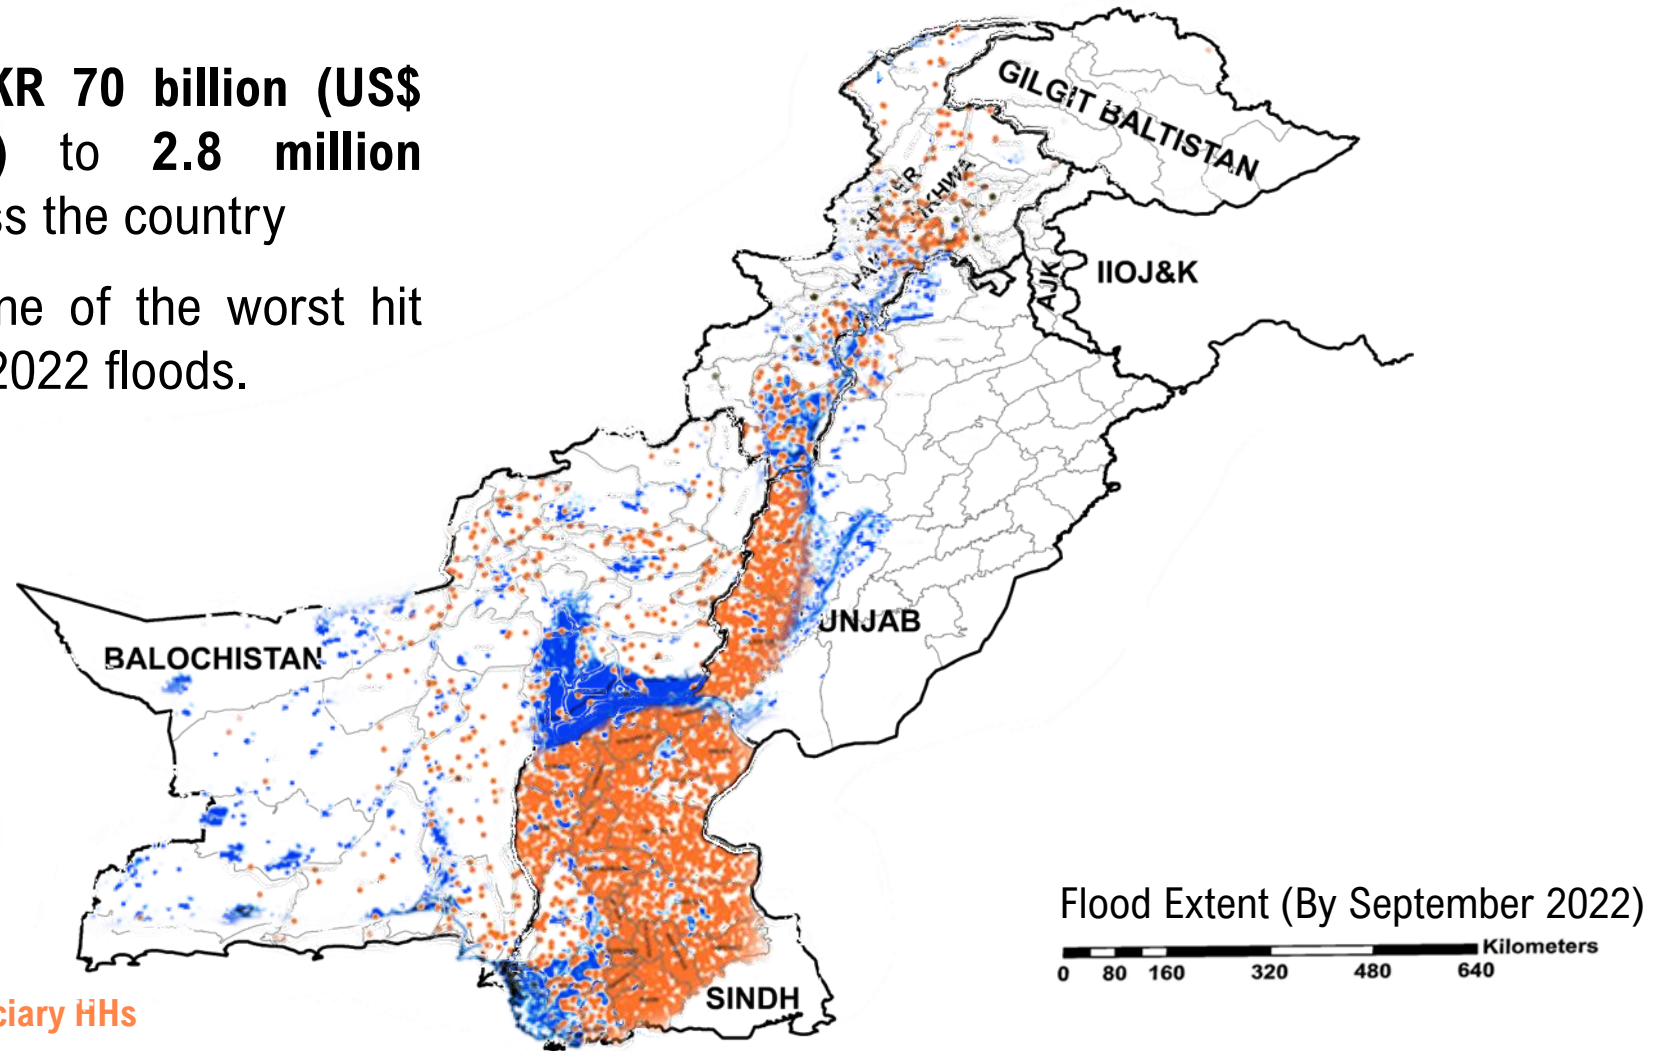 KR 70 billion (US$
) to 2.8 million
ss the country
ne of the worst hit
2022 floods.
GILGIT BALTISTAN
AJK
IIOJ&K
UNJAB
BALOCHISTAN
SINDH
Flood Extent (By September 2022)
Kilometers
0 80 160 320 480 640
ciary HHs